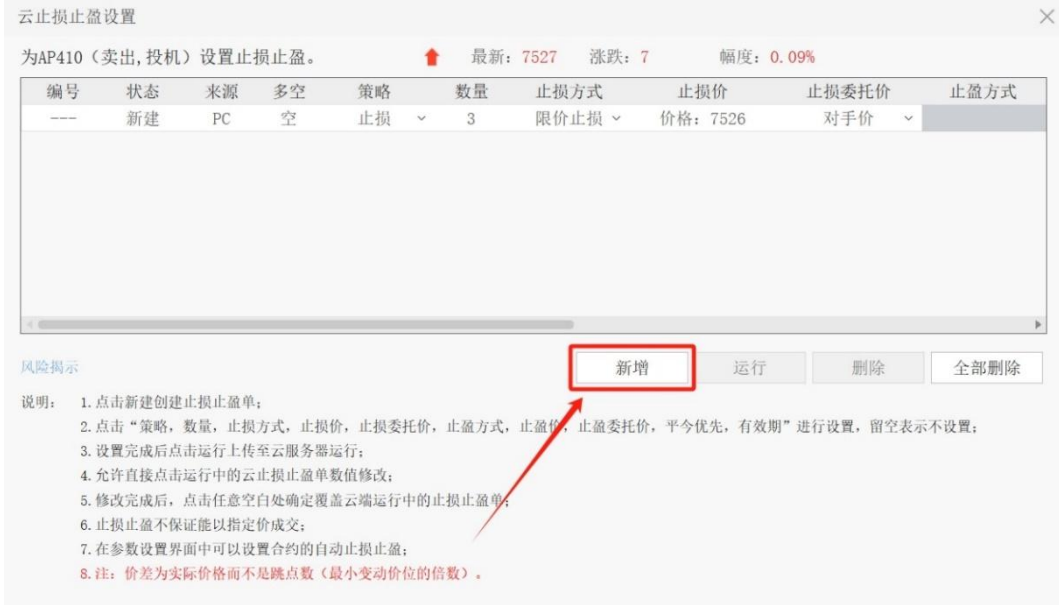 云止损止盈设置
为AP410（卖出,投机）设置止损止盈。 最新：7527 涨跌：7 幅度：0.09%
编号 状态 来源 多空 策略 数量 止损方式 止损价 止损委托价 止盈方式
--- 新建 PC 空 止损 3 限价止损 价格：7526 对手价
风险揭示 新增 运行 删除 全部删除
说明： 1.点击新建创建止损止盈单；
2.点击“策略，数量，止损方式，止损价，止损委托价，止盈方式，止盈价，止盈委托价，平今优先，有效期”进行设置，留空表示不设置；
3.设置完成后点击运行上传至云服务器运行；
4.允许直接点击运行中的云止损止盈单数值修改；
5.修改完成后，点击任意空白处确定覆盖云端运行中的止损止盈单；
6.止损止盈不保证能以指定价成交；
7.在参数设置界面中可以设置合约的自动止损止盈；
8.注：价差为实际价格而不是跳点数（最小变动价位的倍数）。